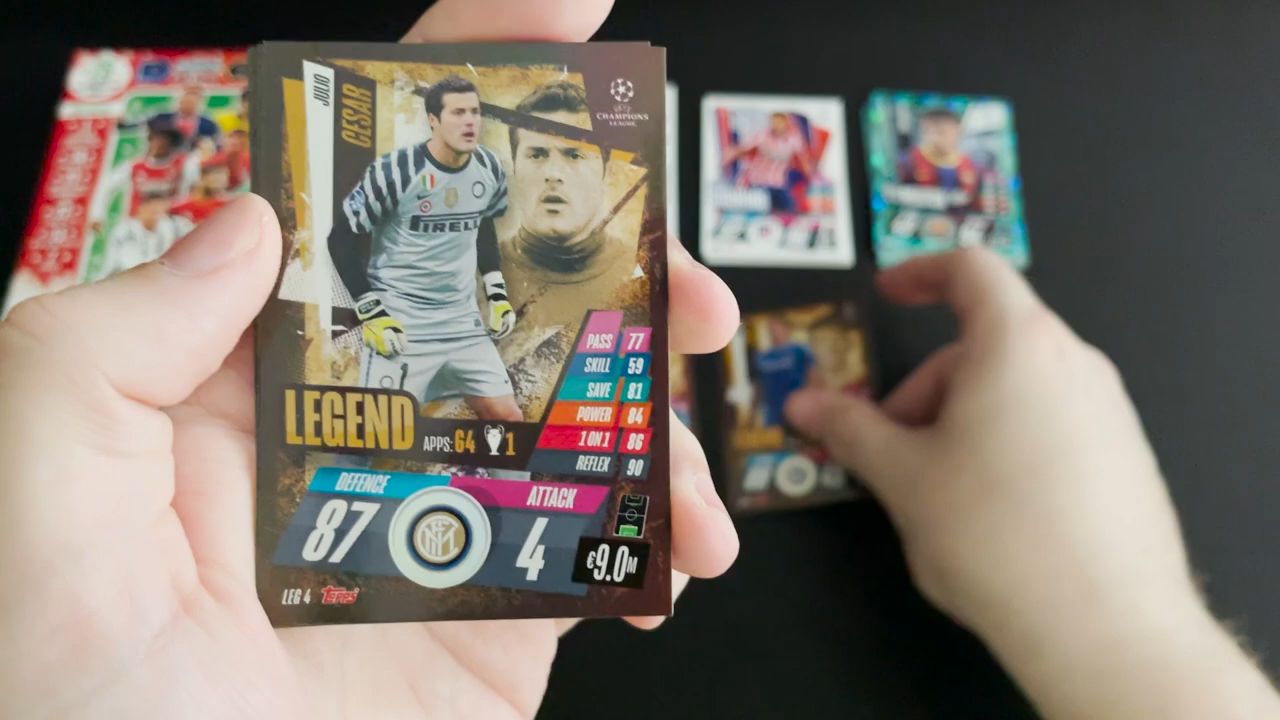 JULIO
CESAR
CHAMPIONS
LEAGUE
PIRELLI
PASS 77
SKILL 59
SAVE 81
POWER 84
1 ON 1 86
REFLEX 90
LEGEND
APPS: 64 1
DEFENCE ATTACK
87 4
€9.0M
LEG 4 Topps